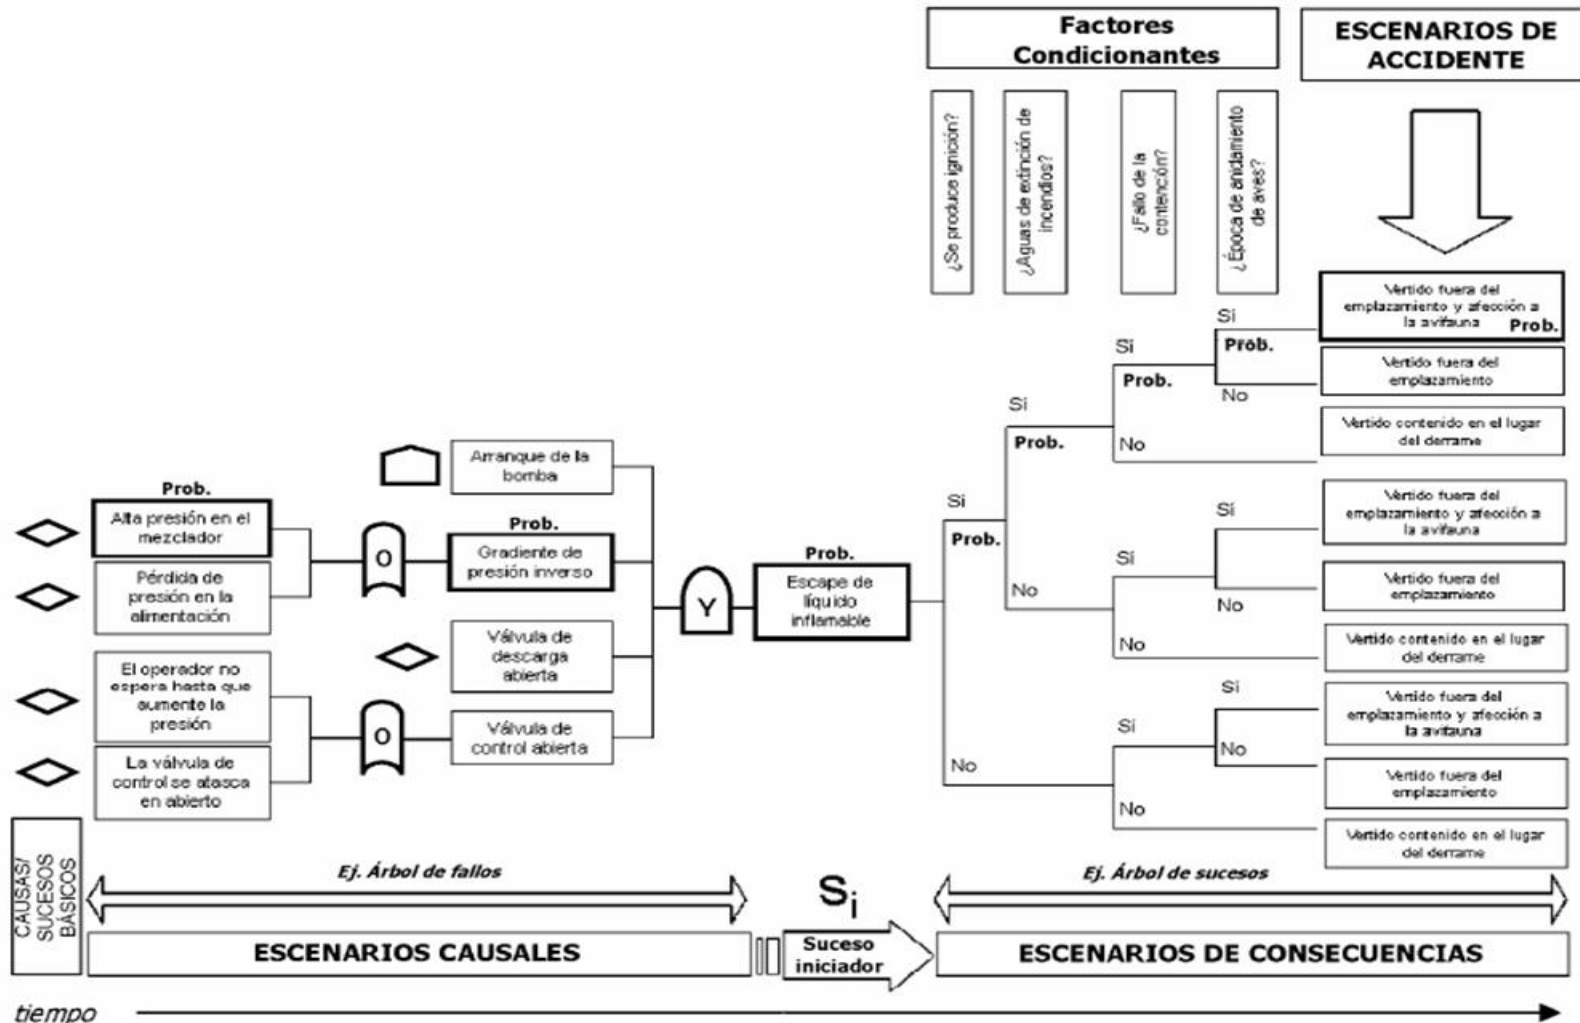 Factores
Condicionantes
ESCENARIOS DE
ACCIDENTE
¿Se produce ignición?
¿Aguas de extinción de
incendios?
¿Fallo de la
contención?
¿Época de anidamiento
de aves?
Si
Prob.
No
Si
Prob.
No
Si
Prob.
No
Si
Prob.
No
Vertido fuera del
emplazamiento y afección a
la avifauna
Prob.
Vertido fuera del
emplazamiento
Vertido contenido en el lugar
del derrame
Si
No
Si
No
Vertido fuera del
emplazamiento y afección a
la avifauna
Vertido fuera del
emplazamiento
Vertido contenido en el lugar
del derrame
Si
No
Si
No
Vertido fuera del
emplazamiento y afección a
la avifauna
Vertido fuera del
emplazamiento
Vertido contenido en el lugar
del derrame
Arranque de la
bomba
Prob.
Alta presión en el
mezclador
Pérdida de
presión en la
alimentación
O
Prob.
Gradiente de
presión inverso
Válvula de
descarga
abierta
El operador no
espera hasta que
aumente la
presión
La válvula de
control se atasca
en abierto
O
Válvula de
control abierta
Y
Prob.
Escape de
líquido
inflamable
CAUSAS/
SUCESOS
BÁSICOS
Ej. Árbol de fallos
Si
Ej. Árbol de sucesos
ESCENARIOS CAUSALES
Suceso
iniciador
ESCENARIOS DE CONSECUENCIAS
tiempo